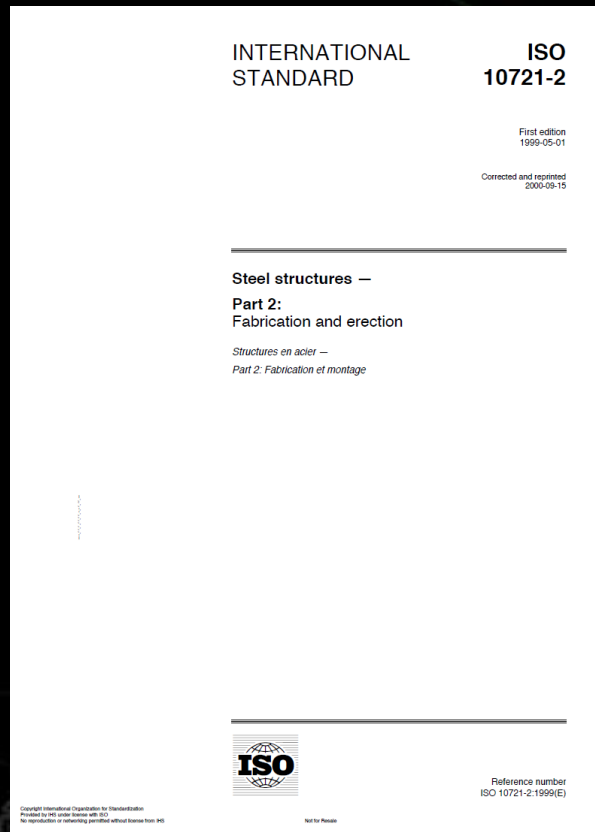 INTERNATIONAL
STANDARD
ISO
10721-2
First edition
1999-05-01
Corrected and reprinted
2000-09-15
Steel structures —
Part 2:
Fabrication and erection
Structures en acier —
Part 2: Fabrication et montage
ISO
Reference number
ISO 10721-2:1999(E)
Copyright International Organization for Standardization
Provided by IHS under license with ISO
No reproduction or networking permitted without license from IHS
Not for Resale